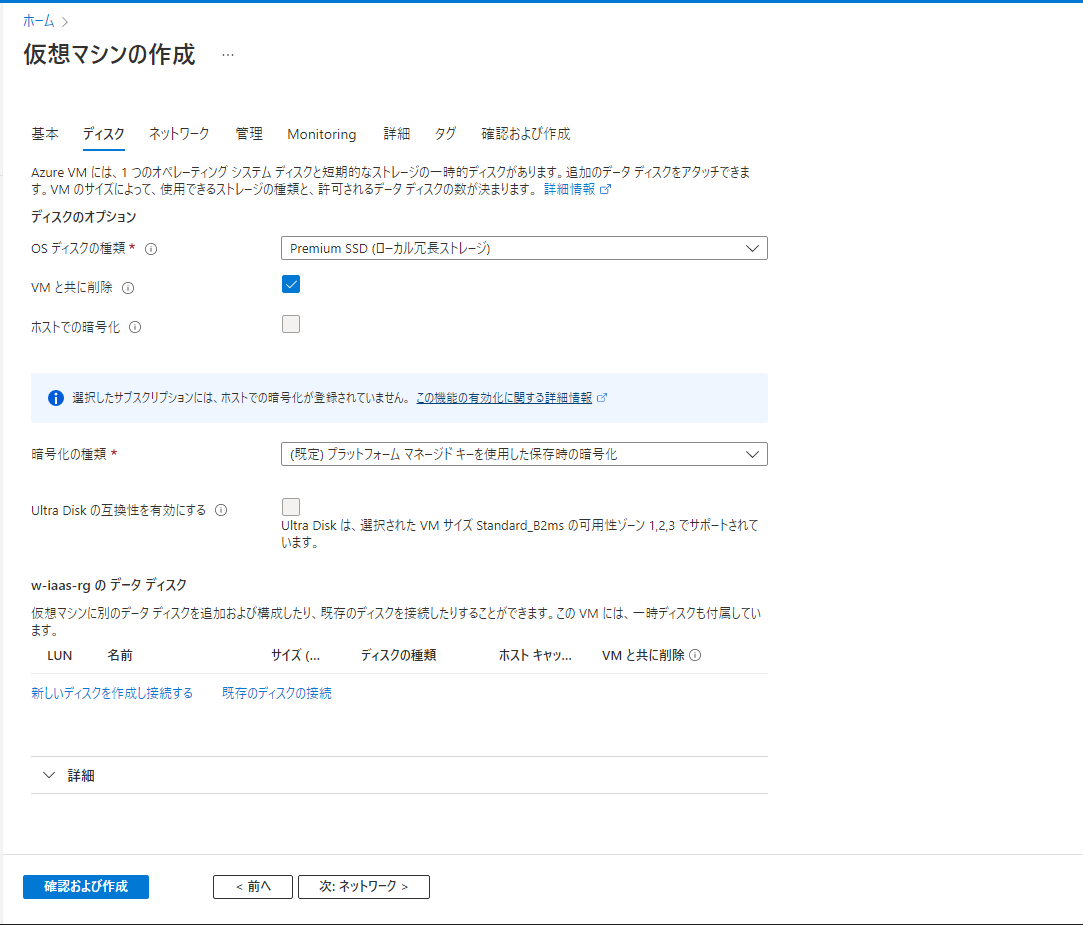 ホーム >
仮想マシンの作成 …
基本 ディスク ネットワーク 管理 Monitoring 詳細 タグ 確認および作成
Azure VM には、1 つのオペレーティング システム ディスクと短期的なストレージの一時的ディスクがあります。追加のデータ ディスクをアタッチできま
す。VM のサイズによって、使用できるストレージの種類と、許可されるデータ ディスクの数が決まります。 詳細情報
ディスクのオプション
OS ディスクの種類 * Premium SSD (ローカル冗長ストレージ)
VM と共に削除
ホストでの暗号化
選択したサブスクリプションには、ホストでの暗号化が登録されていません。 この機能の有効化に関する詳細情報
暗号化の種類 * (既定) プラットフォーム マネージド キーを使用した保存時の暗号化
Ultra Disk の互換性を有効にする
Ultra Disk は、選択された VM サイズ Standard_B2ms の可用性ゾーン 1,2,3 でサポートされて
います。
w-iaas-rg の データ ディスク
仮想マシンに別のデータ ディスクを追加および構成したり、既存のディスクを接続したりすることができます。この VM には、一時ディスクも付属してい
ます。
LUN 名前 サイズ (... ディスクの種類 ホスト キャッ... VM と共に削除
新しいディスクを作成し接続する 既存のディスクの接続
詳細
確認および作成 < 前へ 次: ネットワーク >